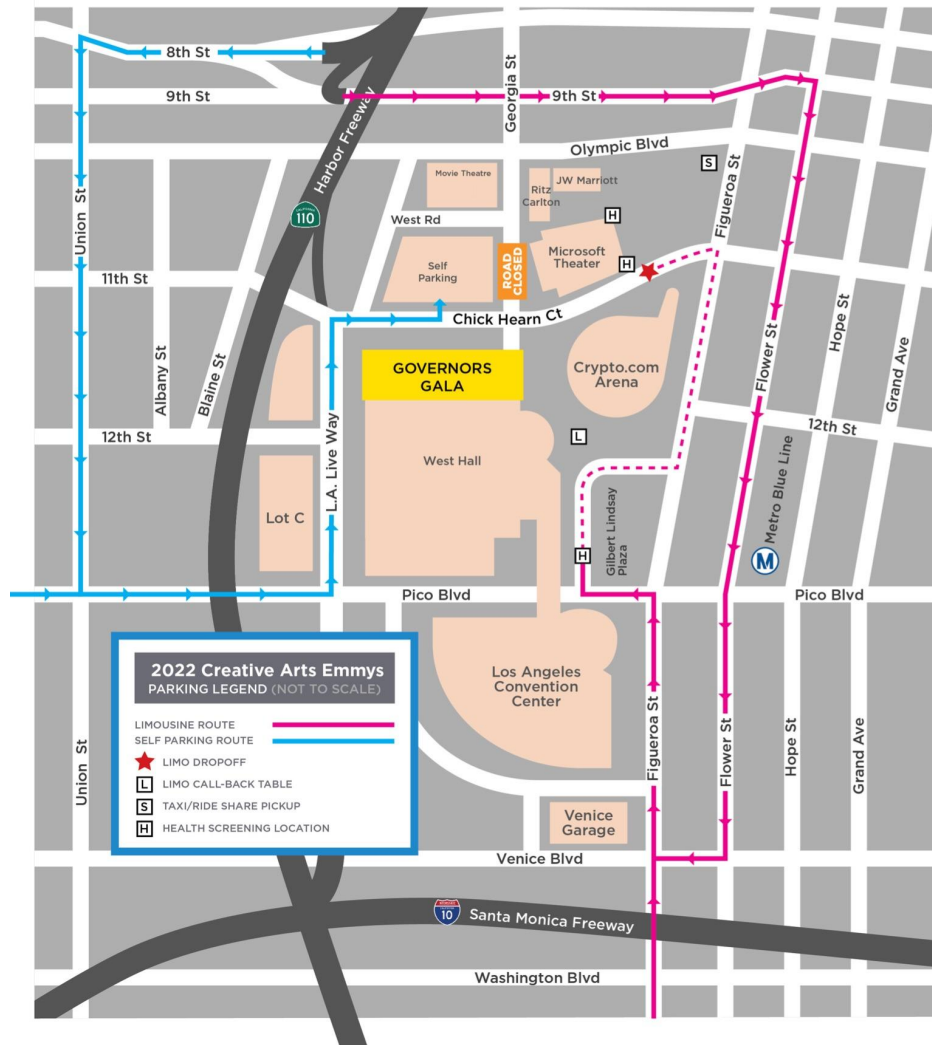 8th St
9th St
9th St
Georgia St
Harbor Freeway
CALIFORNIA
110
Union St
Olympic Blvd
S
Figueroa St
Movie Theatre
JW Marriott
Ritz
Carlton
H
West Rd
Microsoft
Theater
H
ROAD
CLOSED
Self
Parking
11th St
Chick Hearn Ct
Flower St
Hope St
Grand Ave
Albany St
Blaine St
GOVERNORS
GALA
Crypto.com
Arena
12th St
12th St
L
L.A. Live Way
West Hall
Lot C
Gilbert Lindsay
Plaza
H
Metro Blue Line
M
Pico Blvd
Pico Blvd
2022 Creative Arts Emmys
PARKING LEGEND (NOT TO SCALE)
LIMOUSINE ROUTE
SELF PARKING ROUTE
LIMO DROPOFF
L LIMO CALL-BACK TABLE
S TAXI/RIDE SHARE PICKUP
H HEALTH SCREENING LOCATION
Los Angeles
Convention
Center
Union St
Figueroa St
Flower St
Hope St
Grand Ave
Venice
Garage
Venice Blvd
10
Santa Monica Freeway
Washington Blvd